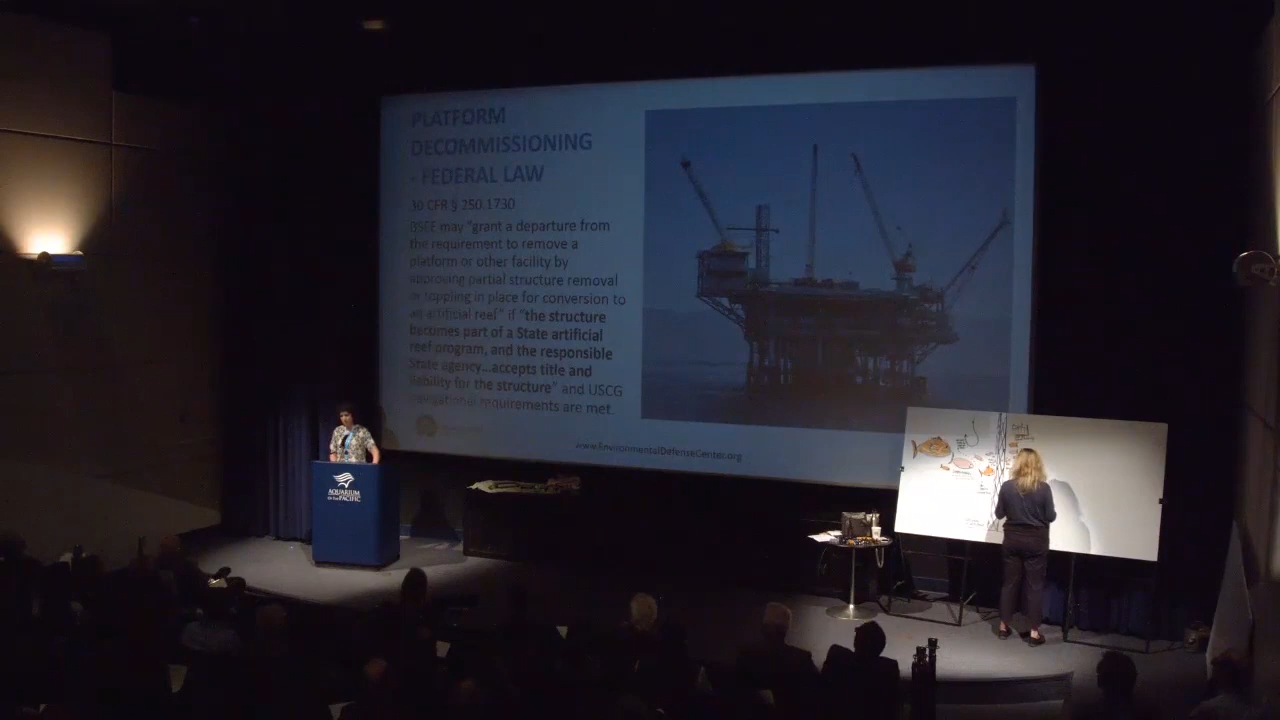 PLATFORM
DECOMMISSIONING
- FEDERAL LAW
30 CFR § 250.1730
BSEE may "grant a departure from
the requirement to remove a
platform or other facility by
approving partial structure removal
or toppling in place for conversion to
an artificial reef" if "the structure
becomes part of a State artificial
reef program, and the responsible
State agency...accepts title and
liability for the structure" and USCG
navigational requirements are met.
www.EnvironmentalDefenseCenter.org
AQUARIUM
OF THE PACIFIC